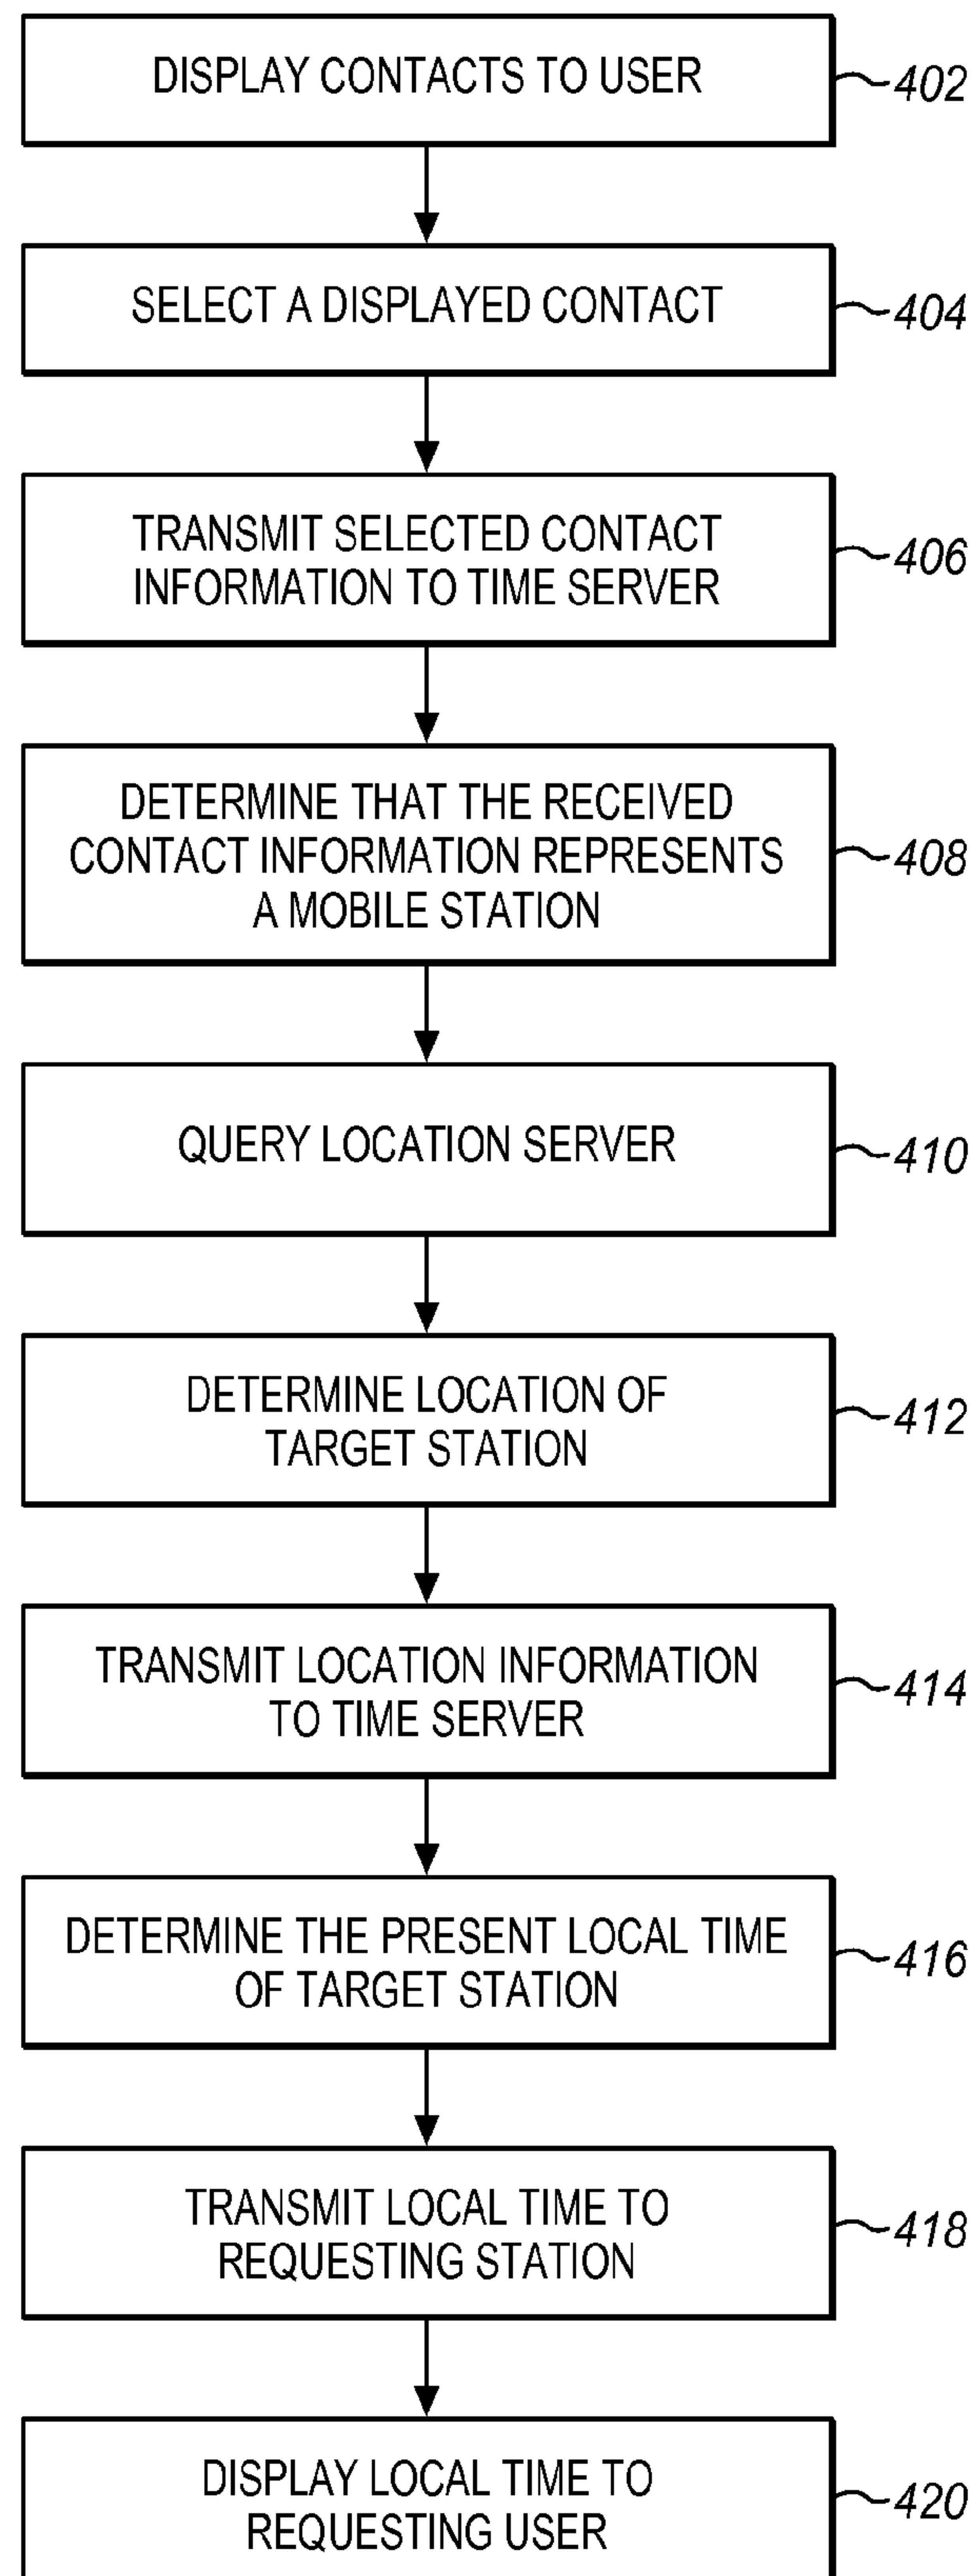 DISPLAY CONTACTS TO USER
402
SELECT A DISPLAYED CONTACT
404
TRANSMIT SELECTED CONTACT
INFORMATION TO TIME SERVER
406
DETERMINE THAT THE RECEIVED
CONTACT INFORMATION REPRESENTS
A MOBILE STATION
408
QUERY LOCATION SERVER
410
DETERMINE LOCATION OF
TARGET STATION
412
TRANSMIT LOCATION INFORMATION
TO TIME SERVER
414
DETERMINE THE PRESENT LOCAL TIME
OF TARGET STATION
416
TRANSMIT LOCAL TIME TO
REQUESTING STATION
418
DISPLAY LOCAL TIME TO
REQUESTING USER
420